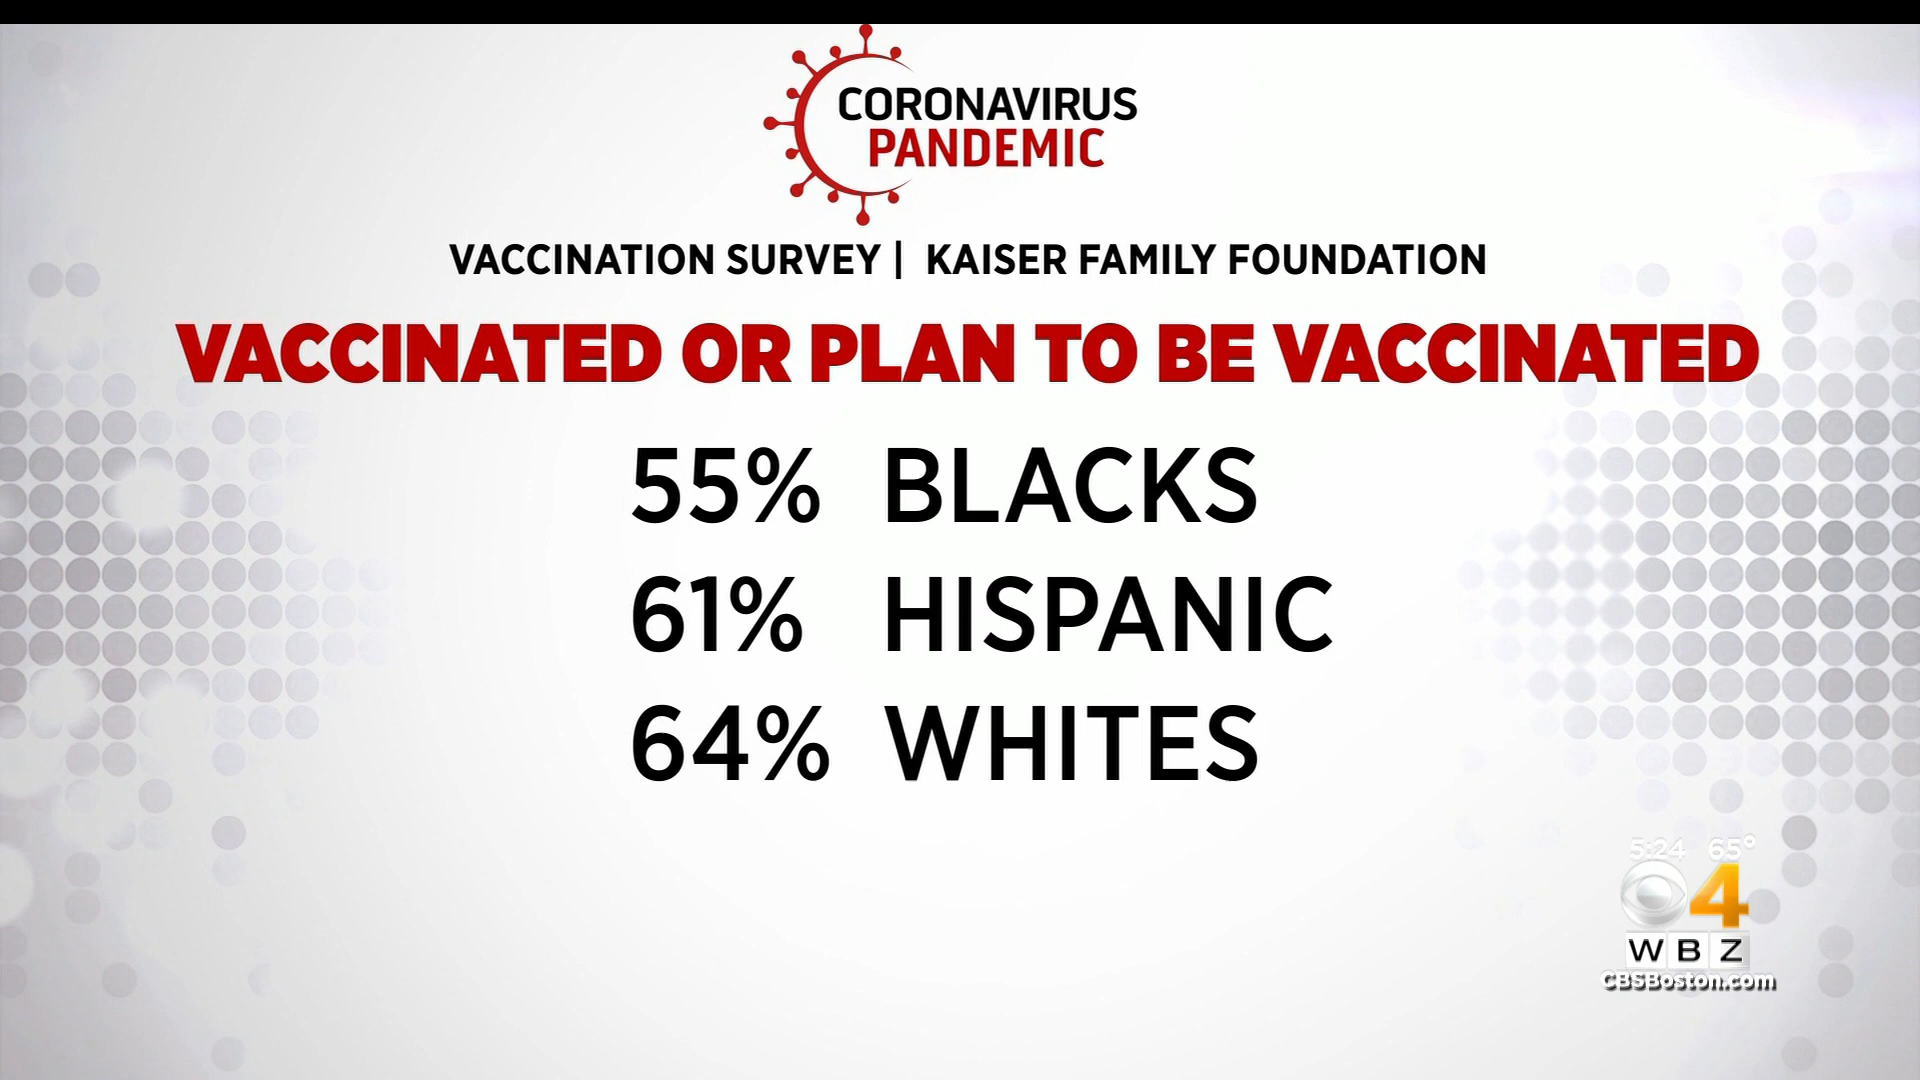 CORONAVIRUS
PANDEMIC
VACCINATION SURVEY | KAISER FAMILY FOUNDATION
VACCINATED OR PLAN TO BE VACCINATED
55% BLACKS
61% HISPANIC
64% WHITES
5:24 65°
4
WBZ
CBSBoston.com